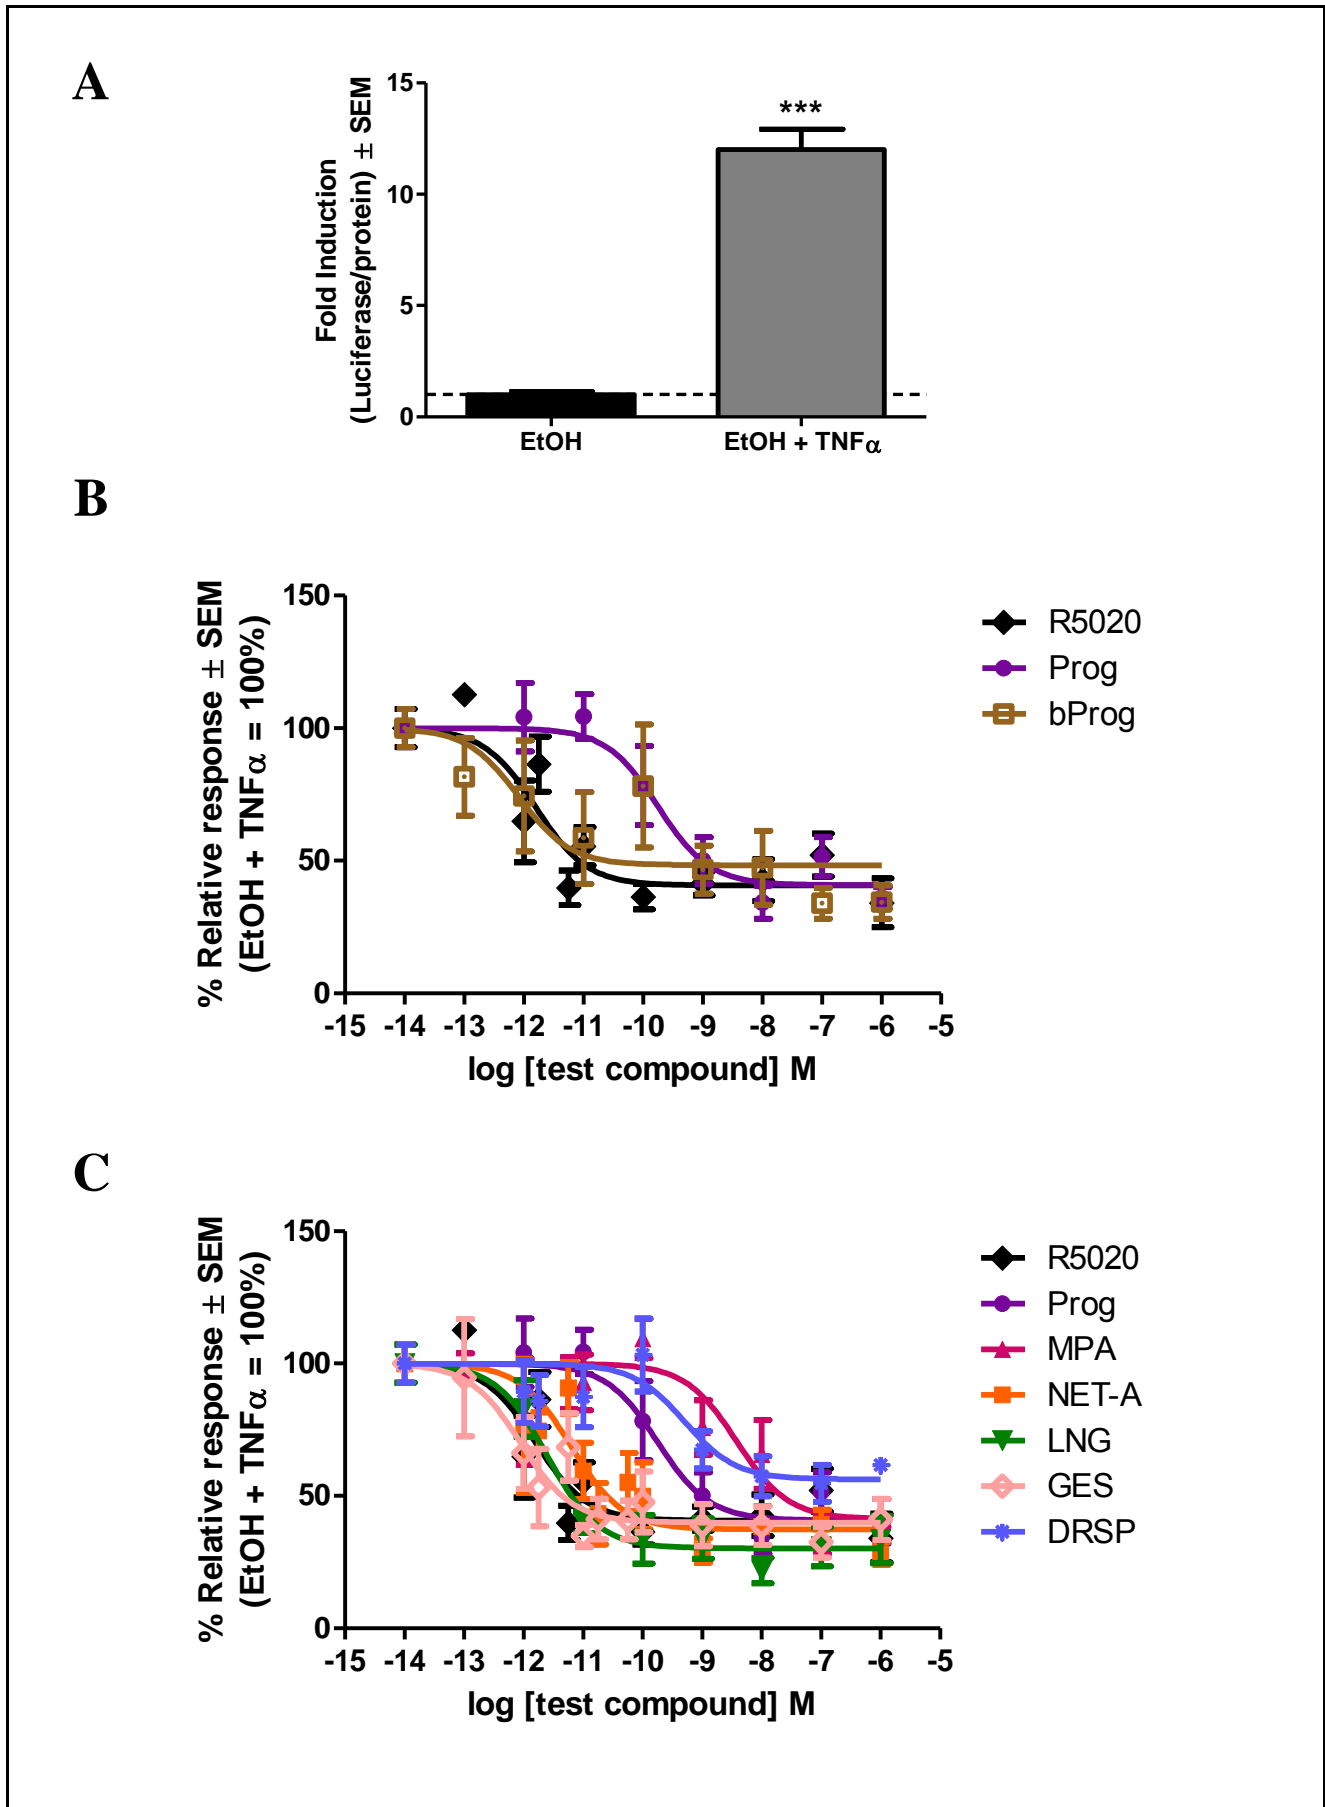 A
Fold Induction
(Luciferase/protein) ± SEM
15
10
5
0
***
EtOH
EtOH + TNFα
B
% Relative response ± SEM
(EtOH + TNFα = 100%)
150
100
50
0
-15 -14 -13 -12 -11 -10 -9 -8 -7 -6 -5
log [test compound] M
R5020
Prog
bProg
C
% Relative response ± SEM
(EtOH + TNFα = 100%)
150
100
50
0
-15 -14 -13 -12 -11 -10 -9 -8 -7 -6 -5
log [test compound] M
R5020
Prog
MPA
NET-A
LNG
GES
DRSP